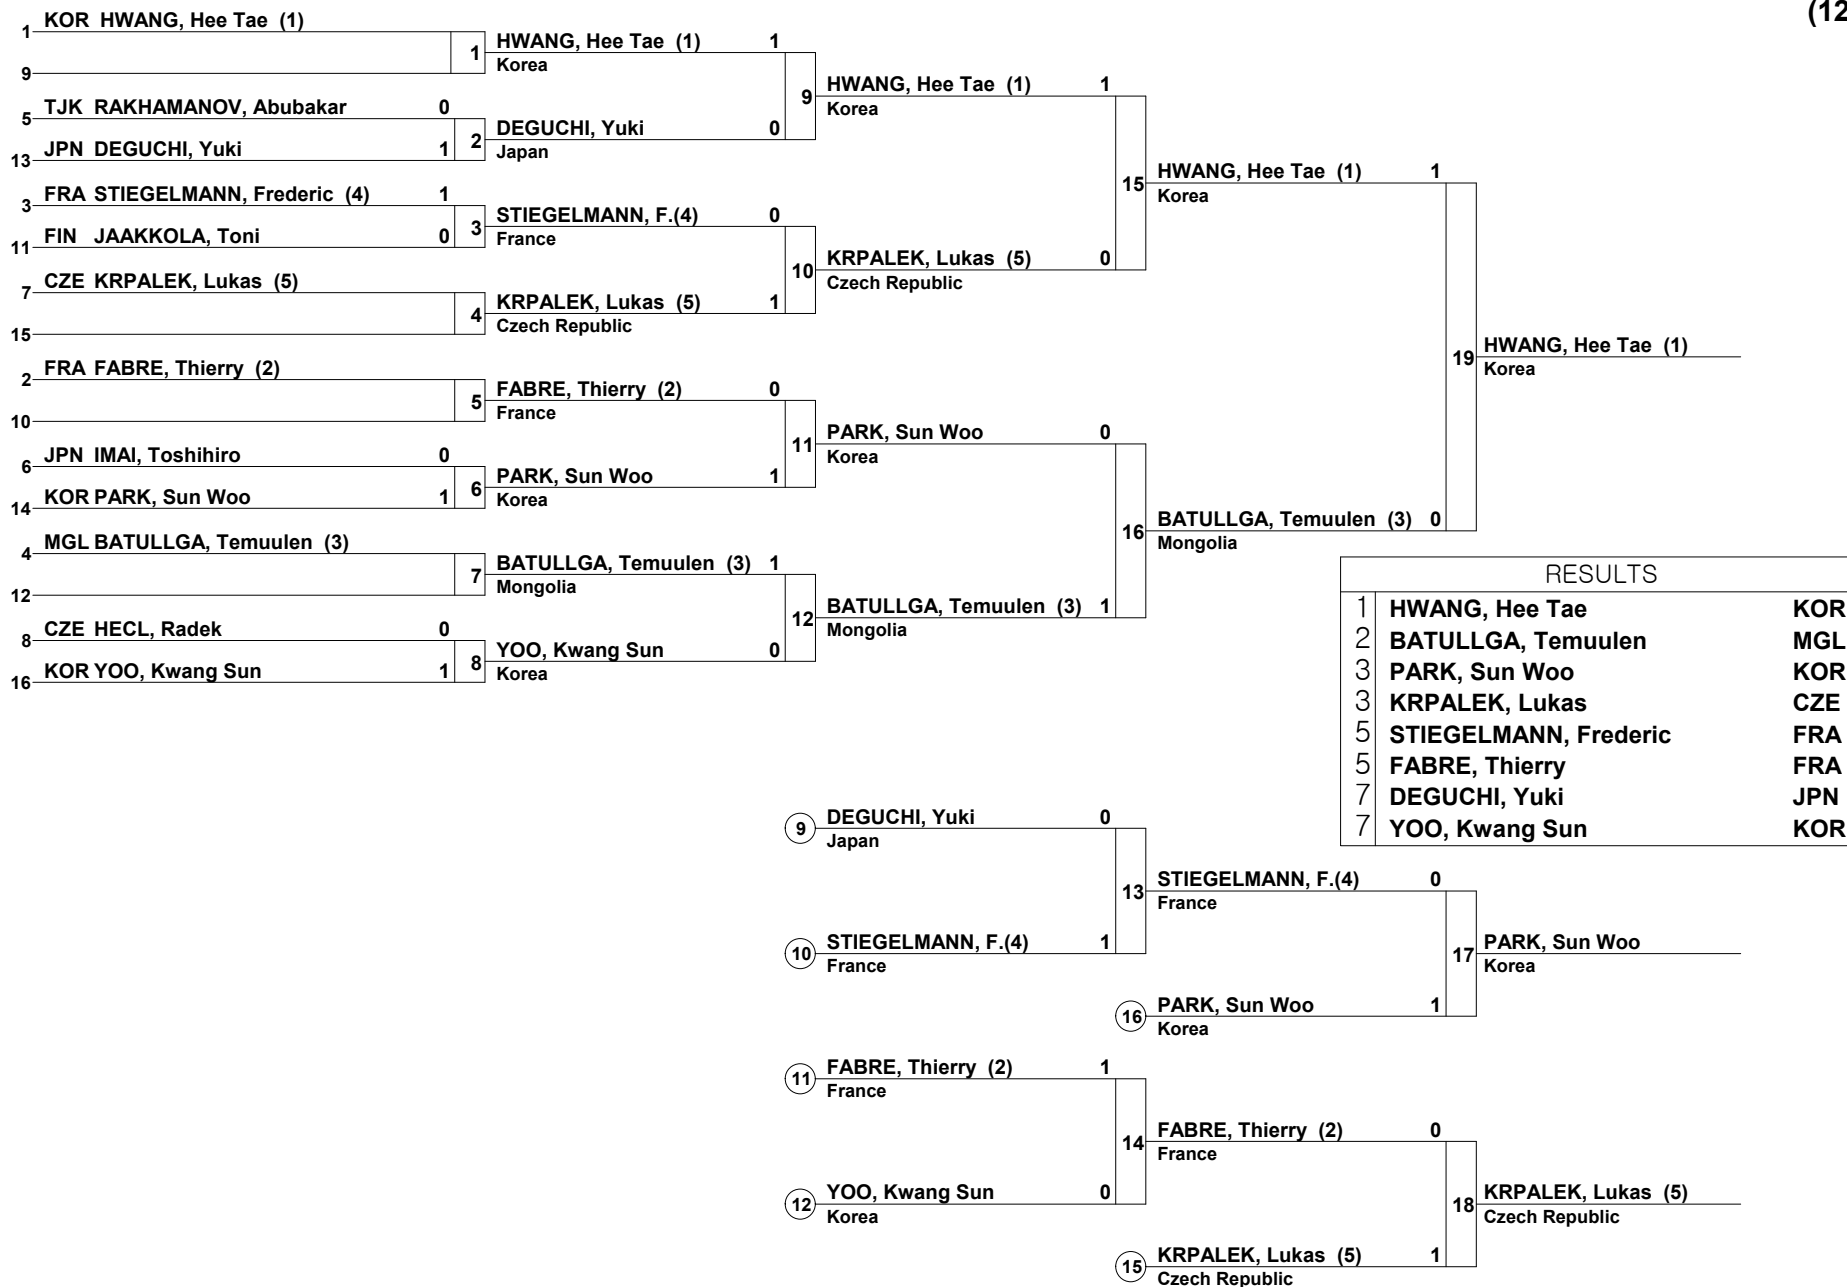 (12
1 KOR HWANG, Hee Tae (1)
9
1 HWANG, Hee Tae (1) 1
Korea
5 TJK RAKHAMANOV, Abubakar 0
13 JPN DEGUCHI, Yuki 1
2 DEGUCHI, Yuki 0
Japan
9 HWANG, Hee Tae (1) 1
Korea
3 FRA STIEGELMANN, Frederic (4) 1
11 FIN JAAKKOLA, Toni 0
3 STIEGELMANN, F.(4) 0
France
7 CZE KRPALEK, Lukas (5)
15
4 KRPALEK, Lukas (5) 1
Czech Republic
10 KRPALEK, Lukas (5) 0
Czech Republic
15 HWANG, Hee Tae (1) 1
Korea
2 FRA FABRE, Thierry (2)
10
5 FABRE, Thierry (2) 0
France
6 JPN IMAI, Toshihiro 0
14 KOR PARK, Sun Woo 1
6 PARK, Sun Woo 1
Korea
11 PARK, Sun Woo 0
Korea
4 MGL BATULLGA, Temuulen (3)
12
7 BATULLGA, Temuulen (3) 1
Mongolia
8 CZE HECL, Radek 0
16 KOR YOO, Kwang Sun 1
8 YOO, Kwang Sun 0
Korea
12 BATULLGA, Temuulen (3) 1
Mongolia
16 BATULLGA, Temuulen (3) 0
Mongolia
19 HWANG, Hee Tae (1)
Korea
RESULTS
1 HWANG, Hee Tae KOR
2 BATULLGA, Temuulen MGL
3 PARK, Sun Woo KOR
3 KRPALEK, Lukas CZE
5 STIEGELMANN, Frederic FRA
5 FABRE, Thierry FRA
7 DEGUCHI, Yuki JPN
7 YOO, Kwang Sun KOR
9 DEGUCHI, Yuki 0
Japan
10 STIEGELMANN, F.(4) 1
France
13 STIEGELMANN, F.(4) 0
France
16 PARK, Sun Woo 1
Korea
17 PARK, Sun Woo
Korea
11 FABRE, Thierry (2) 1
France
12 YOO, Kwang Sun 0
Korea
14 FABRE, Thierry (2) 0
France
15 KRPALEK, Lukas (5) 1
Czech Republic
18 KRPALEK, Lukas (5)
Czech Republic